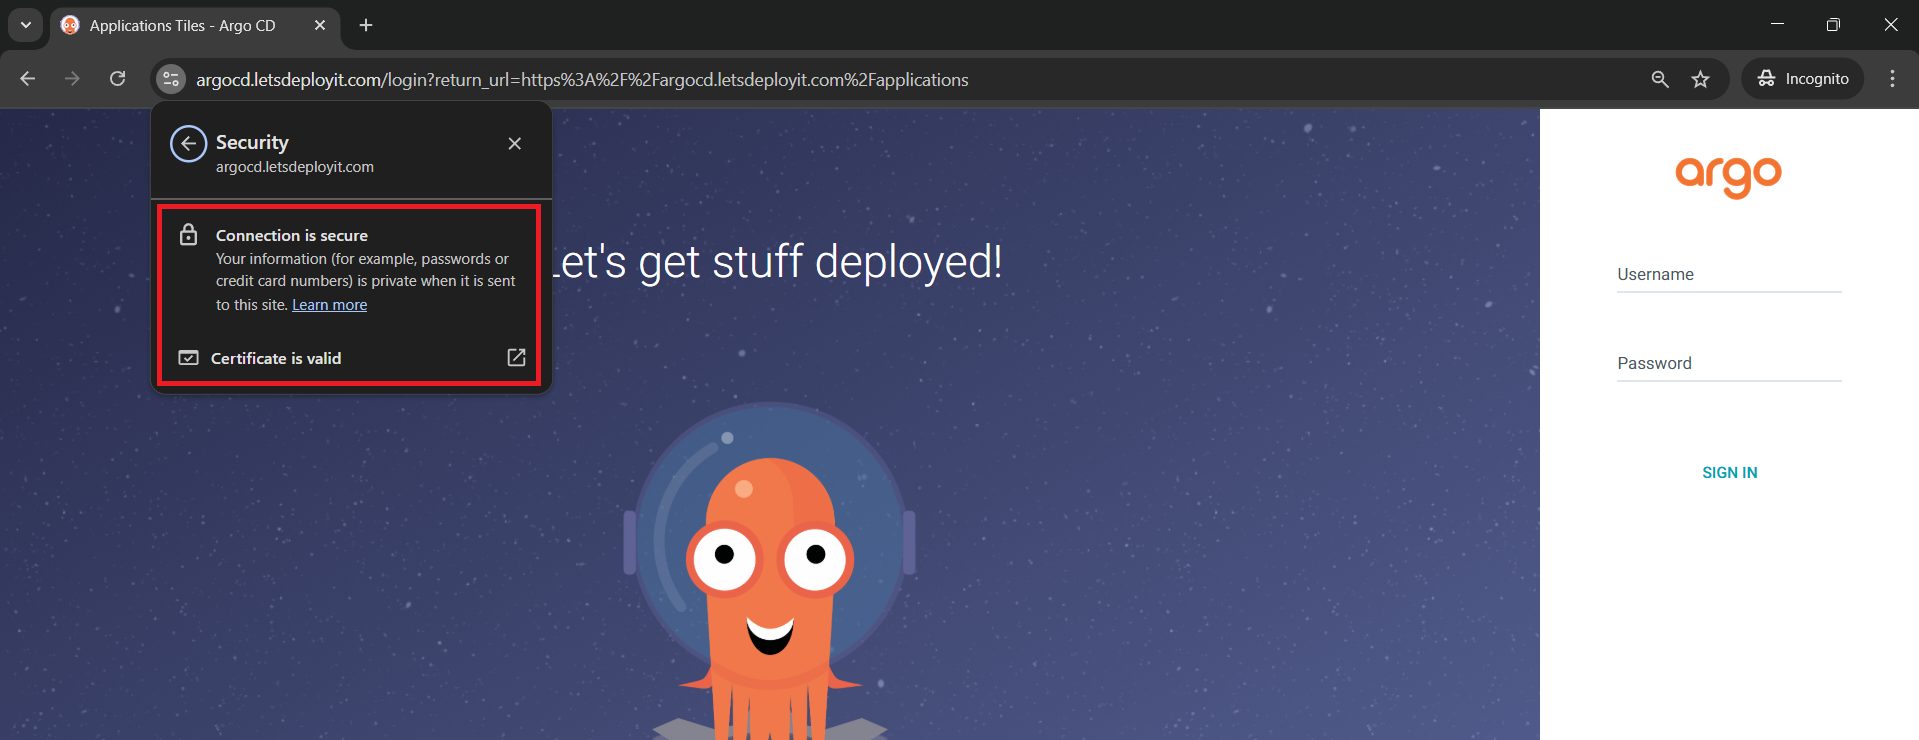 Applications Tiles - Argo CD
argocd.letsdeployit.com/login?return_url=https%3A%2F%2Fargocd.letsdeployit.com%2Fapplications
Incognito
Security
argocd.letsdeployit.com
Connection is secure
Your information (for example, passwords or
credit card numbers) is private when it is sent
to this site. Learn more
Certificate is valid
Let's get stuff deployed!
argo
Username
Password
SIGN IN